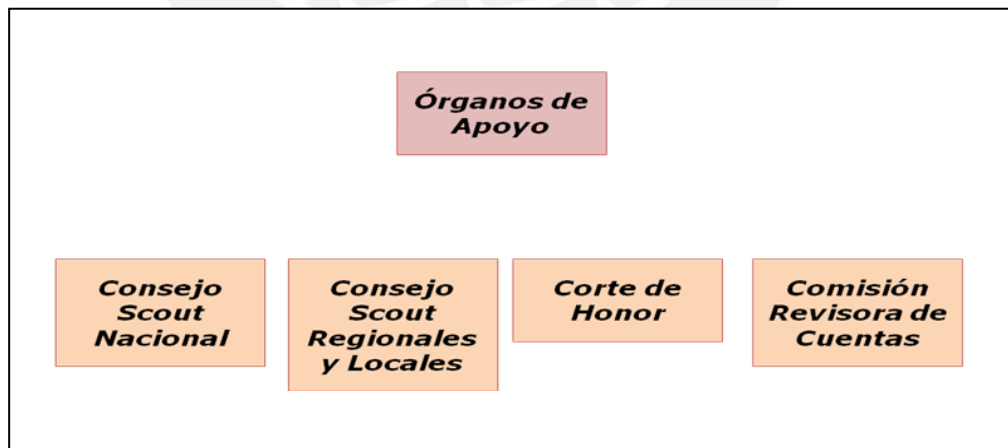 Órganos de
Apoyo
Consejo
Scout
Nacional
Consejo
Scout
Regionales
y Locales
Corte de
Honor
Comisión
Revisora de
Cuentas